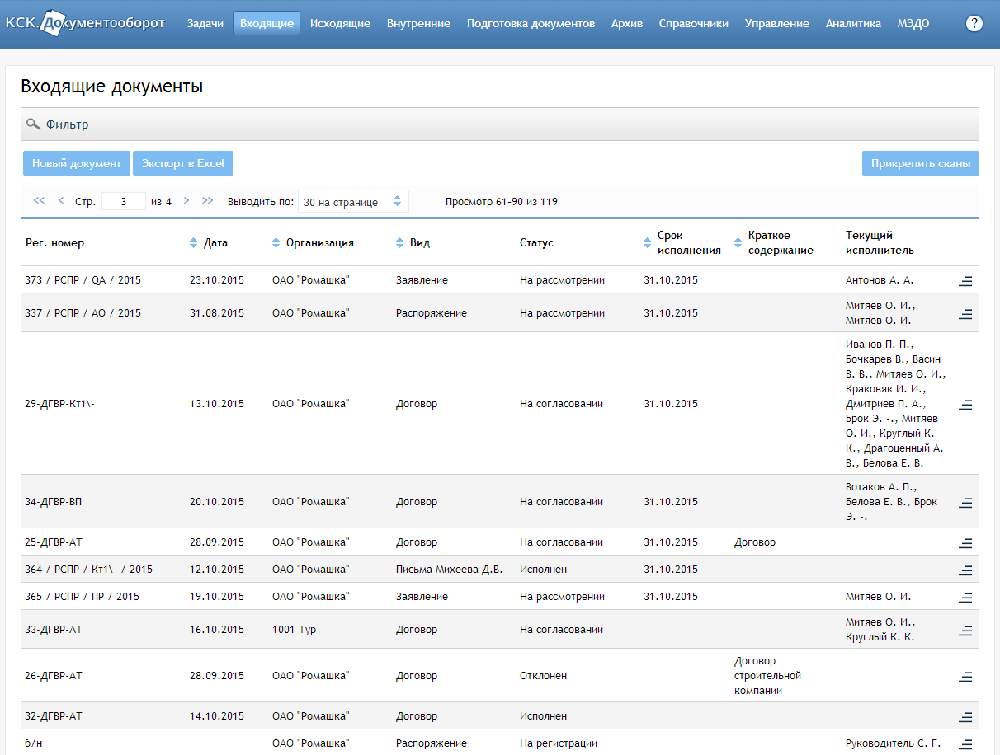 КСК.Документооборот Задачи Входящие Исходящие Внутренние Подготовка документов Архив Справочники Управление Аналитика МЭДО ?
Входящие документы
Фильтр
Новый документ Экспорт в Excel Прикрепить сканы
<< < Стр. 3 из 4 > >> Выводить по: 30 на странице Просмотр 61-90 из 119
Рег. номер Дата Организация Вид Статус Срок исполнения Краткое содержание Текущий исполнитель
373 / РСПР / QA / 2015 23.10.2015 ОАО "Ромашка" Заявление На рассмотрении 31.10.2015 Антонов А. А.
337 / РСПР / АО / 2015 31.08.2015 ОАО "Ромашка" Распоряжение На рассмотрении 31.10.2015 Митяев О. И.,
Митяев О. И.
29-ДГВР-Кт1\- 13.10.2015 ОАО "Ромашка" Договор На согласовании 31.10.2015 Иванов П. П.,
Бочкарев В., Васин
В. В., Митяев О. И.,
Краковяк И. И.,
Дмитриев П. А.,
Брок Э. -., Митяев
О. И., Круглый К.
К., Драгоценный А.
В., Белова Е. В.
34-ДГВР-ВП 20.10.2015 ОАО "Ромашка" Договор На согласовании 31.10.2015 Вотаков А. П.,
Белова Е. В., Брок
Э. -.
25-ДГВР-АТ 28.09.2015 ОАО "Ромашка" Договор На согласовании 31.10.2015 Договор
364 / РСПР / Кт1\- / 2015 12.10.2015 ОАО "Ромашка" Письма Михеева Д.В. Исполнен 31.10.2015
365 / РСПР / ПР / 2015 19.10.2015 ОАО "Ромашка" Заявление На рассмотрении 31.10.2015 Митяев О. И.
33-ДГВР-АТ 16.10.2015 1001 Тур Договор На согласовании Митяев О. И.,
Круглый К. К.
26-ДГВР-АТ 28.09.2015 ОАО "Ромашка" Договор Отклонен Договор
строительной
компании
32-ДГВР-АТ 14.10.2015 ОАО "Ромашка" Договор Исполнен
б/н ОАО "Ромашка" Распоряжение На регистрации Руководитель С. Г.